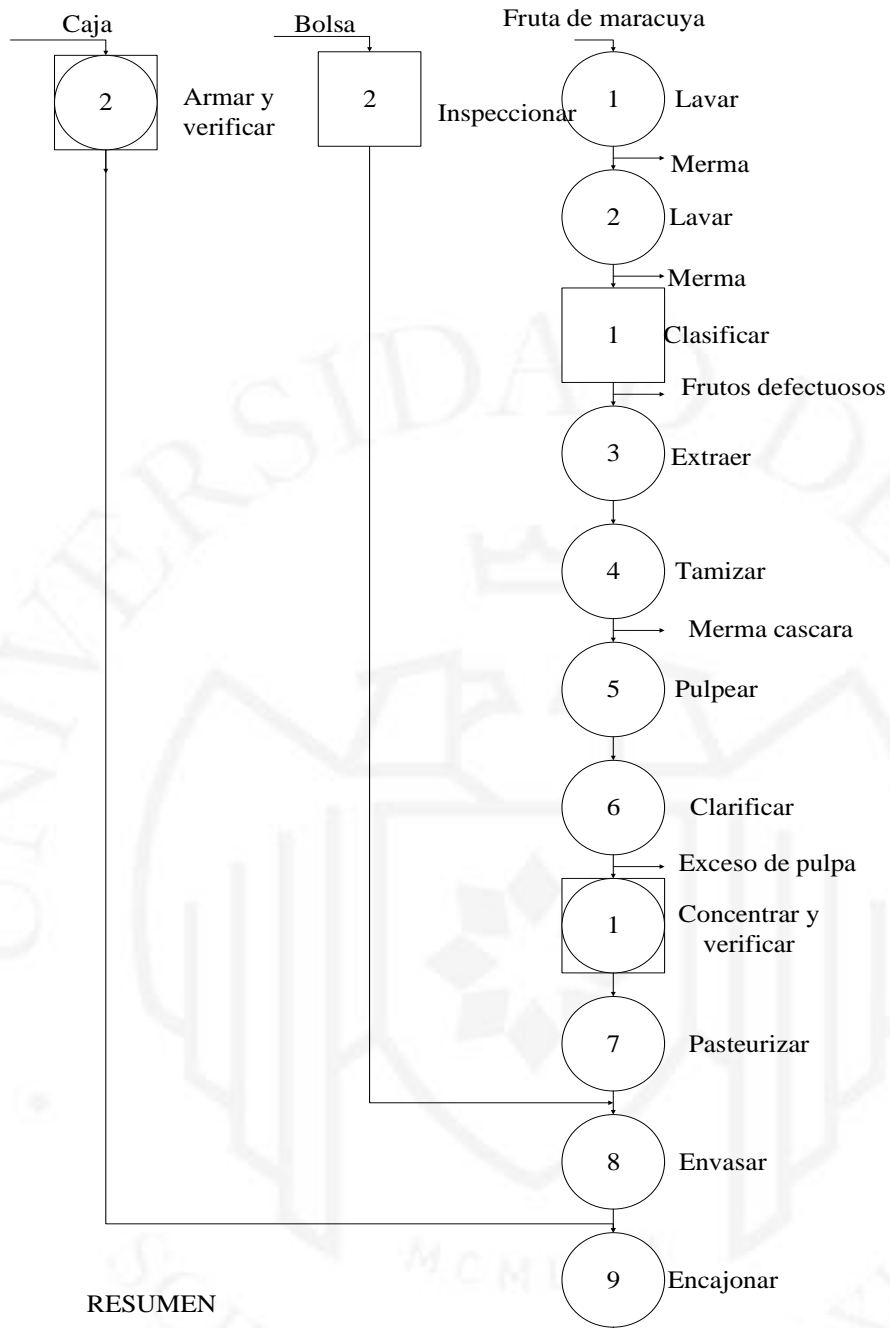 Caja
2
Armar y
verificar
Bolsa
2
Inspeccionar
Fruta de maracuya
1
Lavar
Merma
2
Lavar
Merma
1
Clasificar
Frutos defectuosos
3
Extraer
4
Tamizar
Merma cascara
5
Pulpear
6
Clarificar
Exceso de pulpa
1
Concentrar y
verificar
7
Pasteurizar
8
Envasar
9
Encajonar
RESUMEN